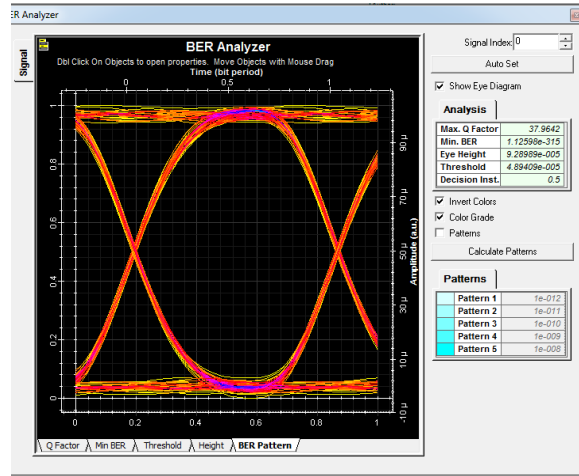 ER Analyzer
Signal
BER Analyzer
Dbl Click On Objects to open properties. Move Objects with Mouse Drag
Time (bit period)
0 0.5 1
1
0.8
0.6
0.4
0.2
0
90 µ
70 µ
50 µ
30 µ
10 µ
-10 µ
Amplitude (a.u.)
0 0.2 0.4 0.6 0.8 1
Q Factor Min BER Threshold Height BER Pattern
Signal Index: 0
Auto Set
Show Eye Diagram
Analysis
Max. Q Factor 37.9642
Min. BER 1.12598e-315
Eye Height 9.28989e-005
Threshold 4.89409e-005
Decision Inst. 0.5
Invert Colors
Color Grade
Patterns
Calculate Patterns
Patterns
Pattern 1 1e-012
Pattern 2 1e-011
Pattern 3 1e-010
Pattern 4 1e-009
Pattern 5 1e-008